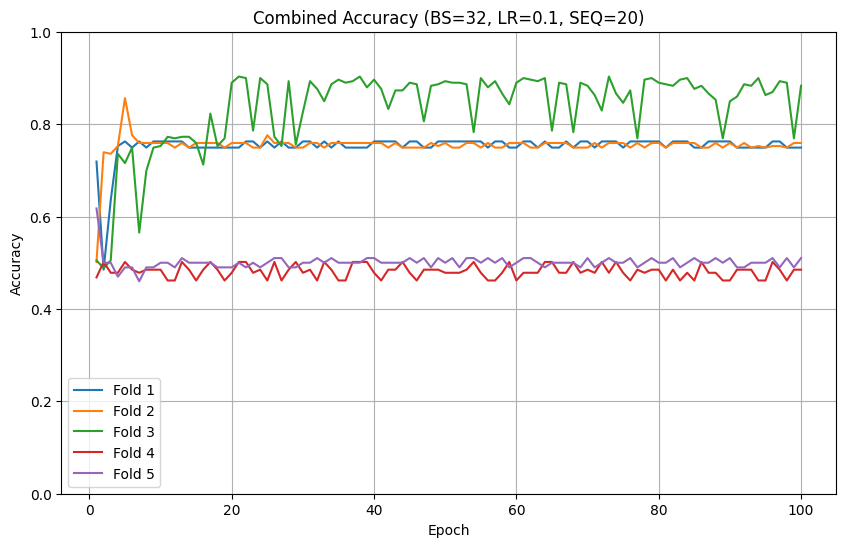 Combined Accuracy (BS=32, LR=0.1, SEQ=20)
1.0
0.8
0.6
0.4
0.2
0.0
Accuracy
Fold 1
Fold 2
Fold 3
Fold 4
Fold 5
0 20 40 60 80 100
Epoch